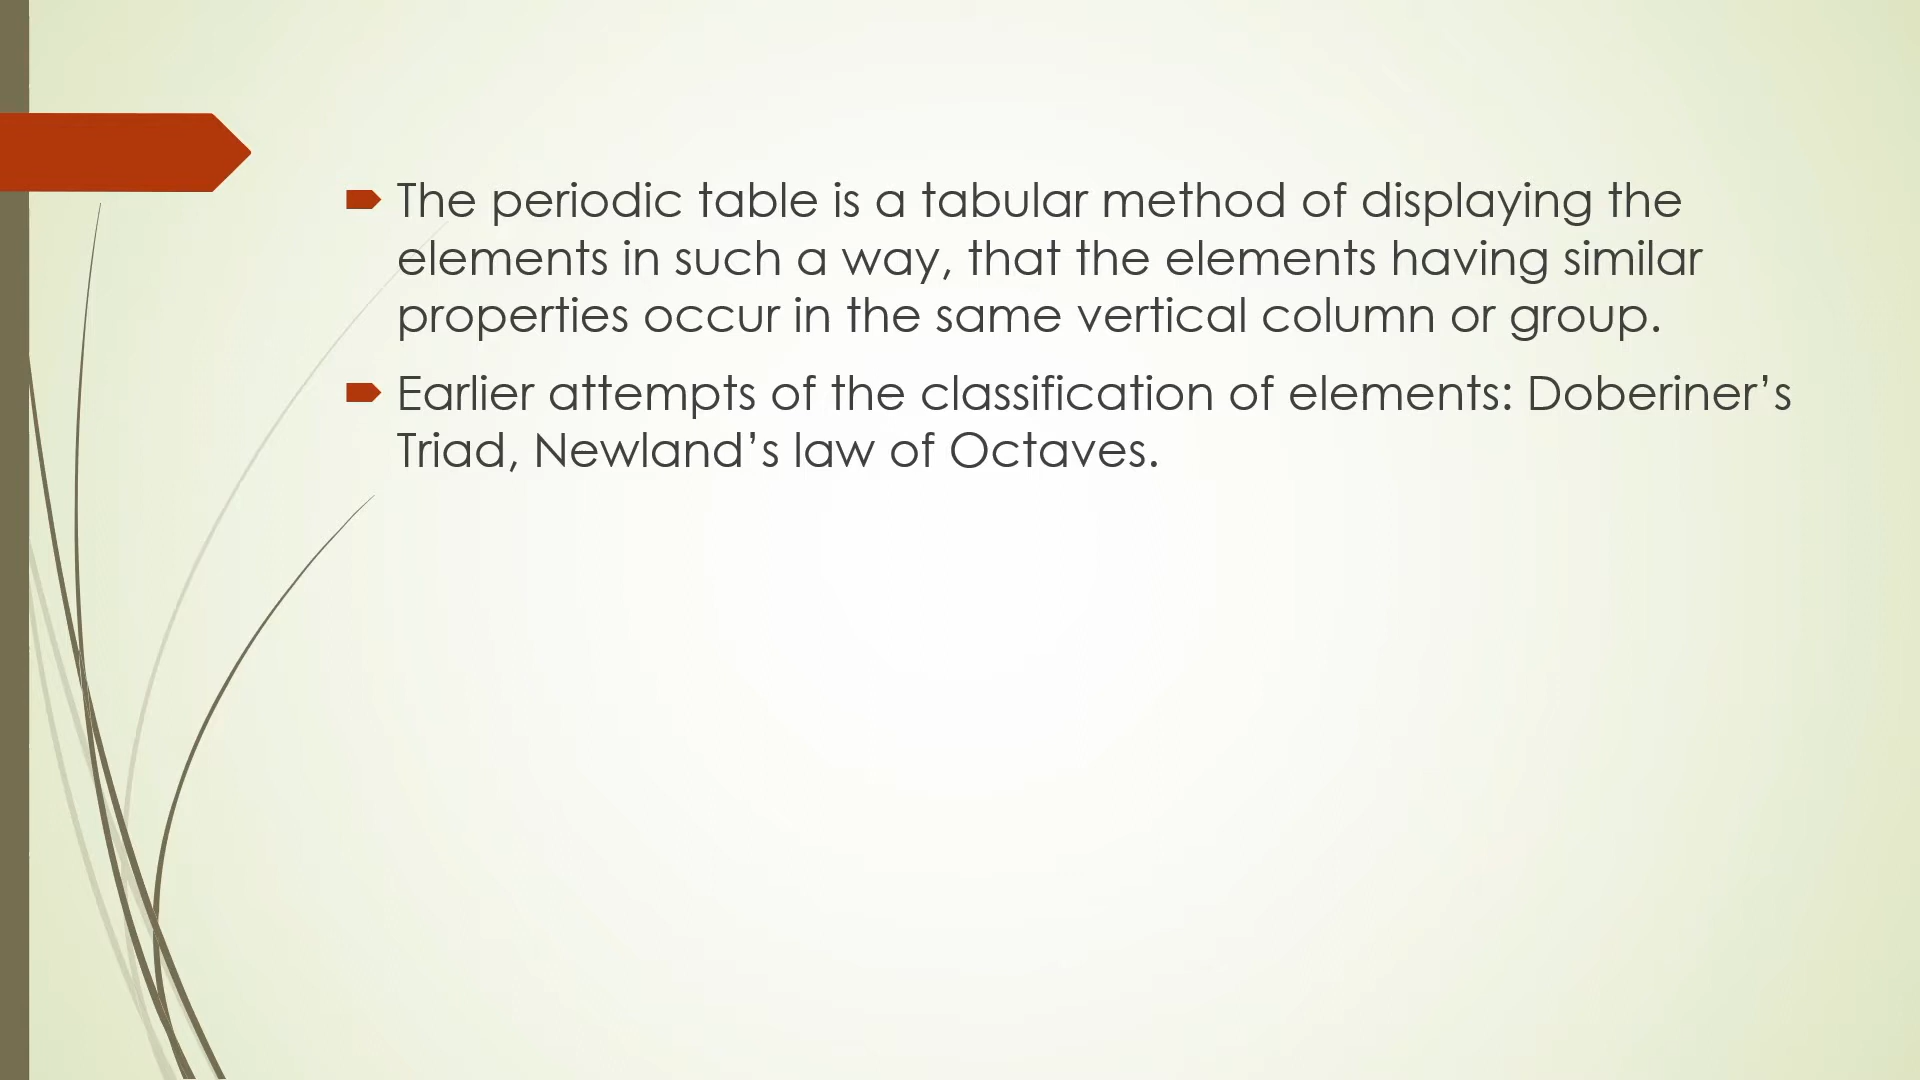 The periodic table is a tabular method of displaying the
elements in such a way, that the elements having similar
properties occur in the same vertical column or group.
Earlier attempts of the classification of elements: Doberiner’s
Triad, Newland’s law of Octaves.